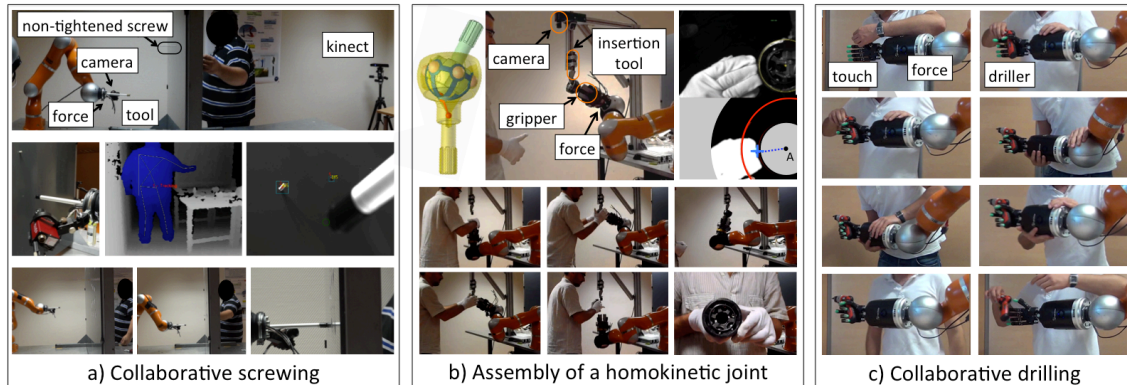 non-tightened screw
camera
kinect
force
tool
a) Collaborative screwing
camera
insertion
tool
gripper
force
A
b) Assembly of a homokinetic joint
touch
force
driller
c) Collaborative drilling